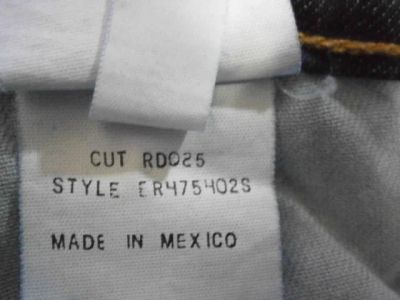 CUT RD025
STYLE ER475402S
MADE IN MEXICO